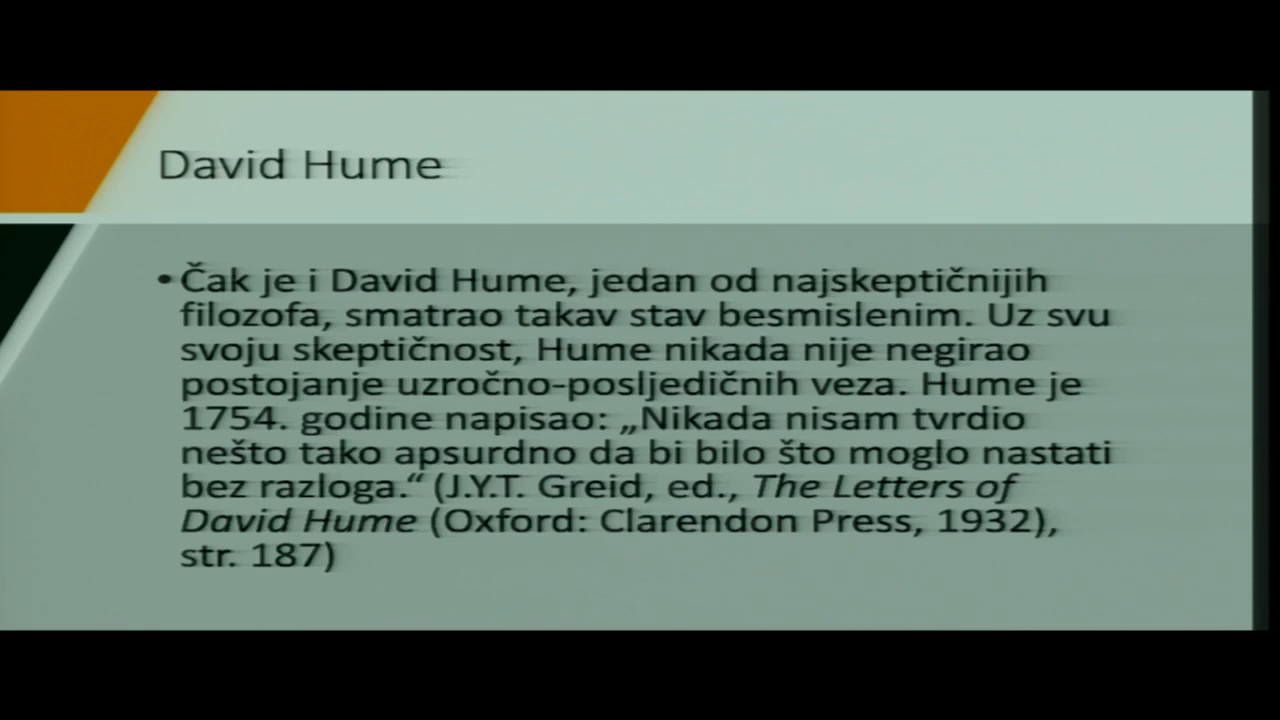 David Hume
• Čak je i David Hume, jedan od najskeptičnijih
filozofa, smatrao takav stav besmislenim. Uz svu
svoju skeptičnost, Hume nikada nije negirao
postojanje uzročno-posljedičnih veza. Hume je
1754. godine napisao: „Nikada nisam tvrdio
nešto tako apsurdno da bi bilo što moglo nastati
bez razloga.“ (J.Y.T. Greid, ed., The Letters of
David Hume (Oxford: Clarendon Press, 1932),
str. 187)